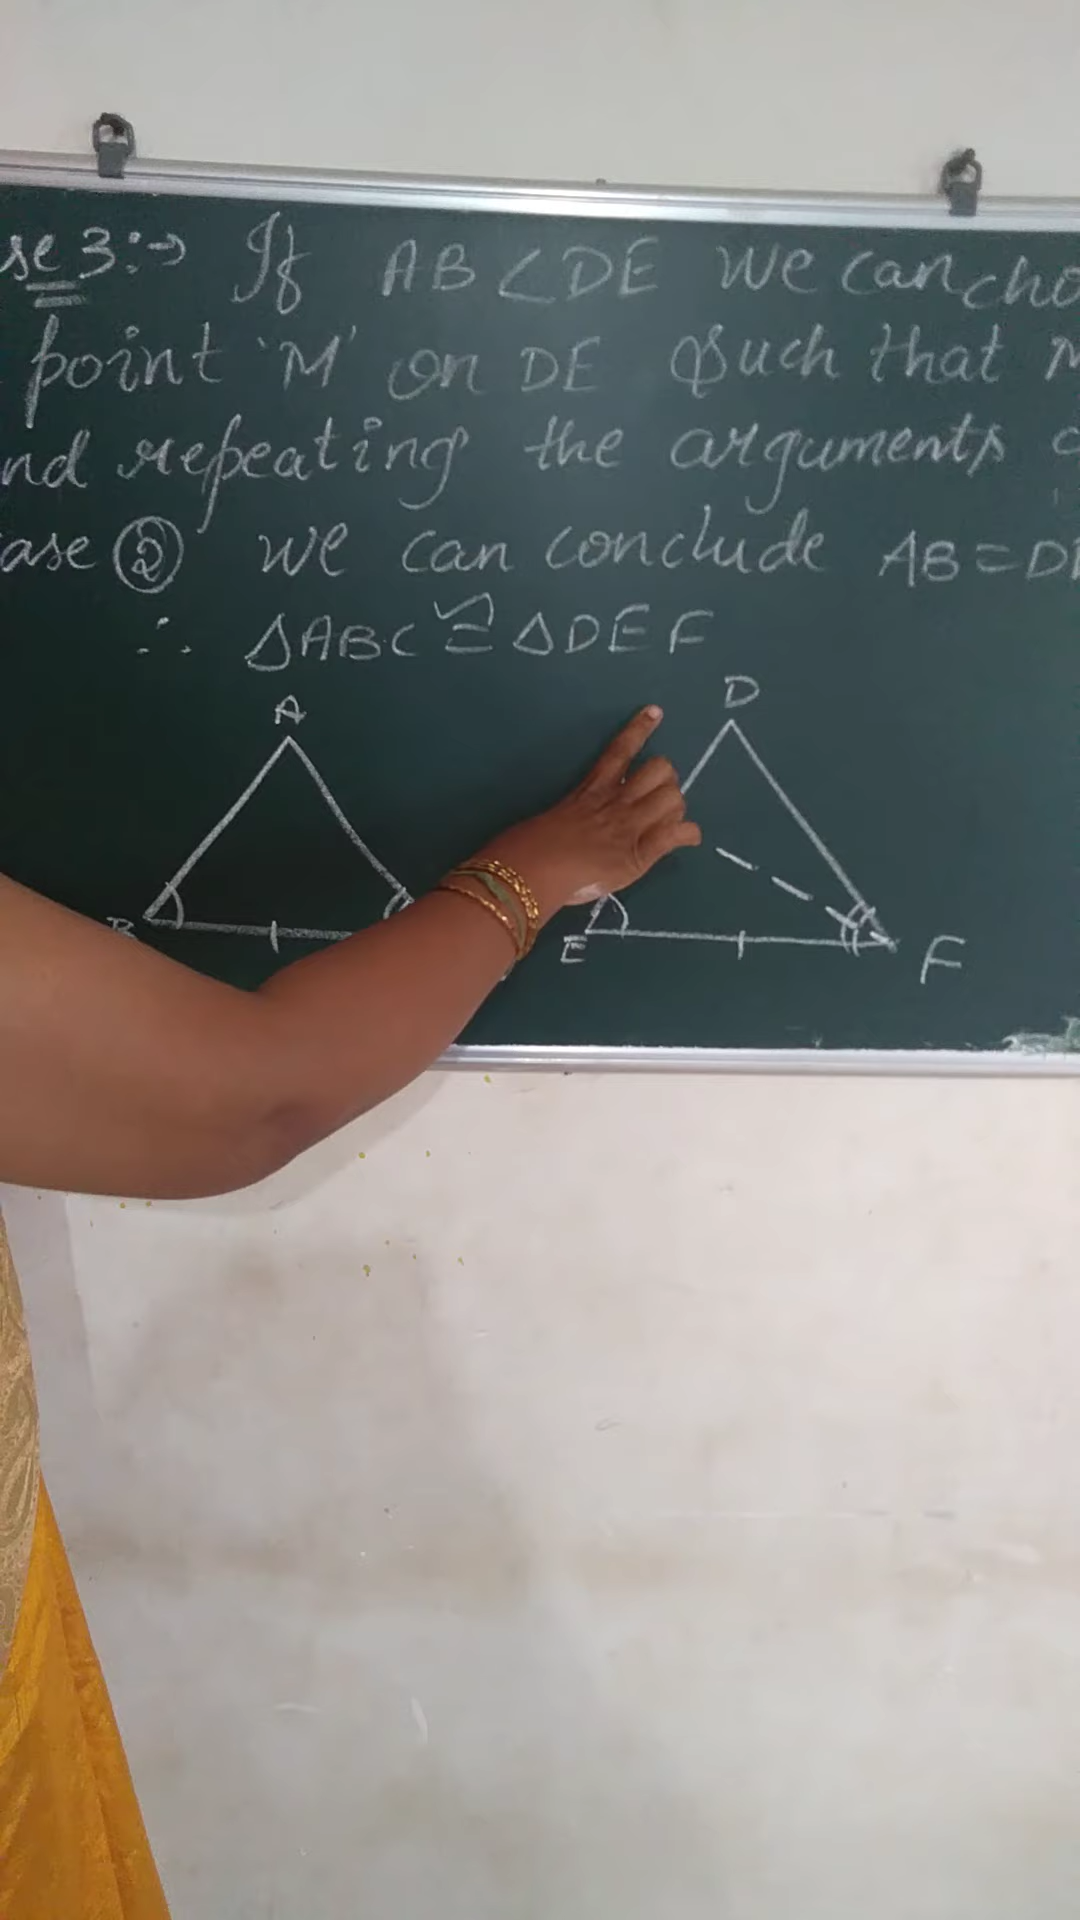 se 3:→ If AB < DE we can cho
point 'M' on DE such that M
nd repeating the arguments
ase ② we can conclude AB = DE
∴ △ABC ≅ △DEF
A
D
B
E
F